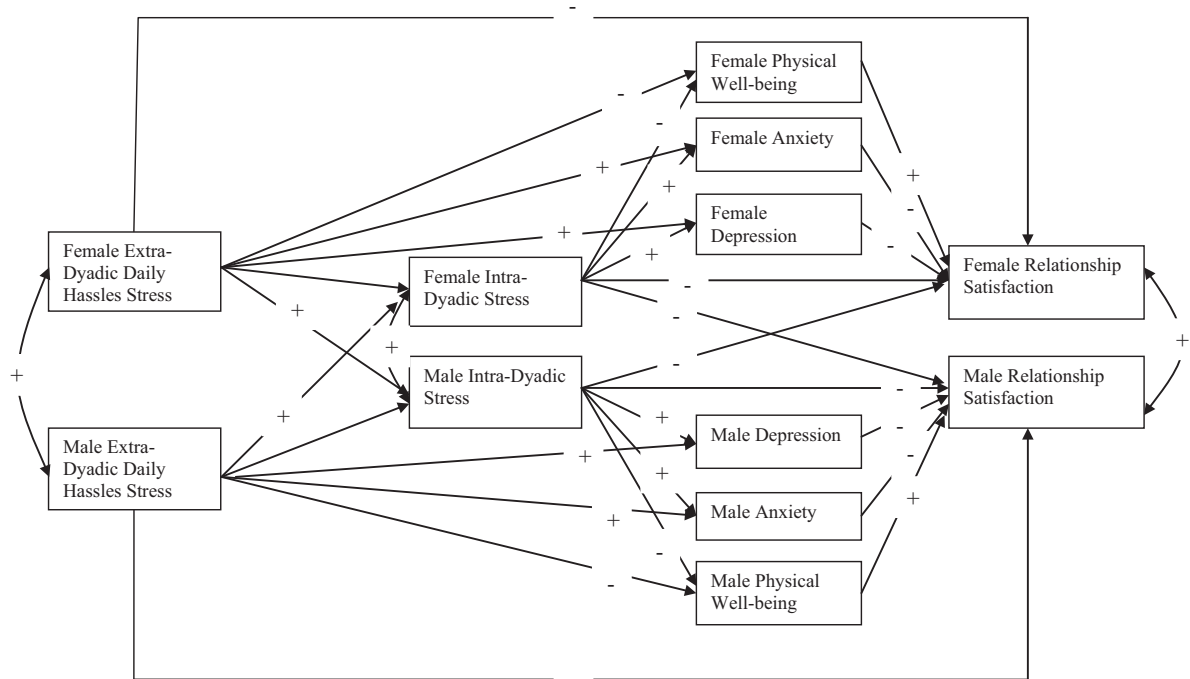 -
Female Physical
Well-being
-
-
Female Anxiety
+
+
+
Female
Depression
-
+
+
-
Female Extra-
Dyadic Daily
Hassles Stress
Female Intra-
Dyadic Stress
-
Female Relationship
Satisfaction
+
+
-
+
+
Male Intra-Dyadic
Stress
-
-
Male Relationship
Satisfaction
+
+
Male Extra-
Dyadic Daily
Hassles Stress
+
+
Male Depression
-
-
+
Male Anxiety
+
+
-
-
Male Physical
Well-being